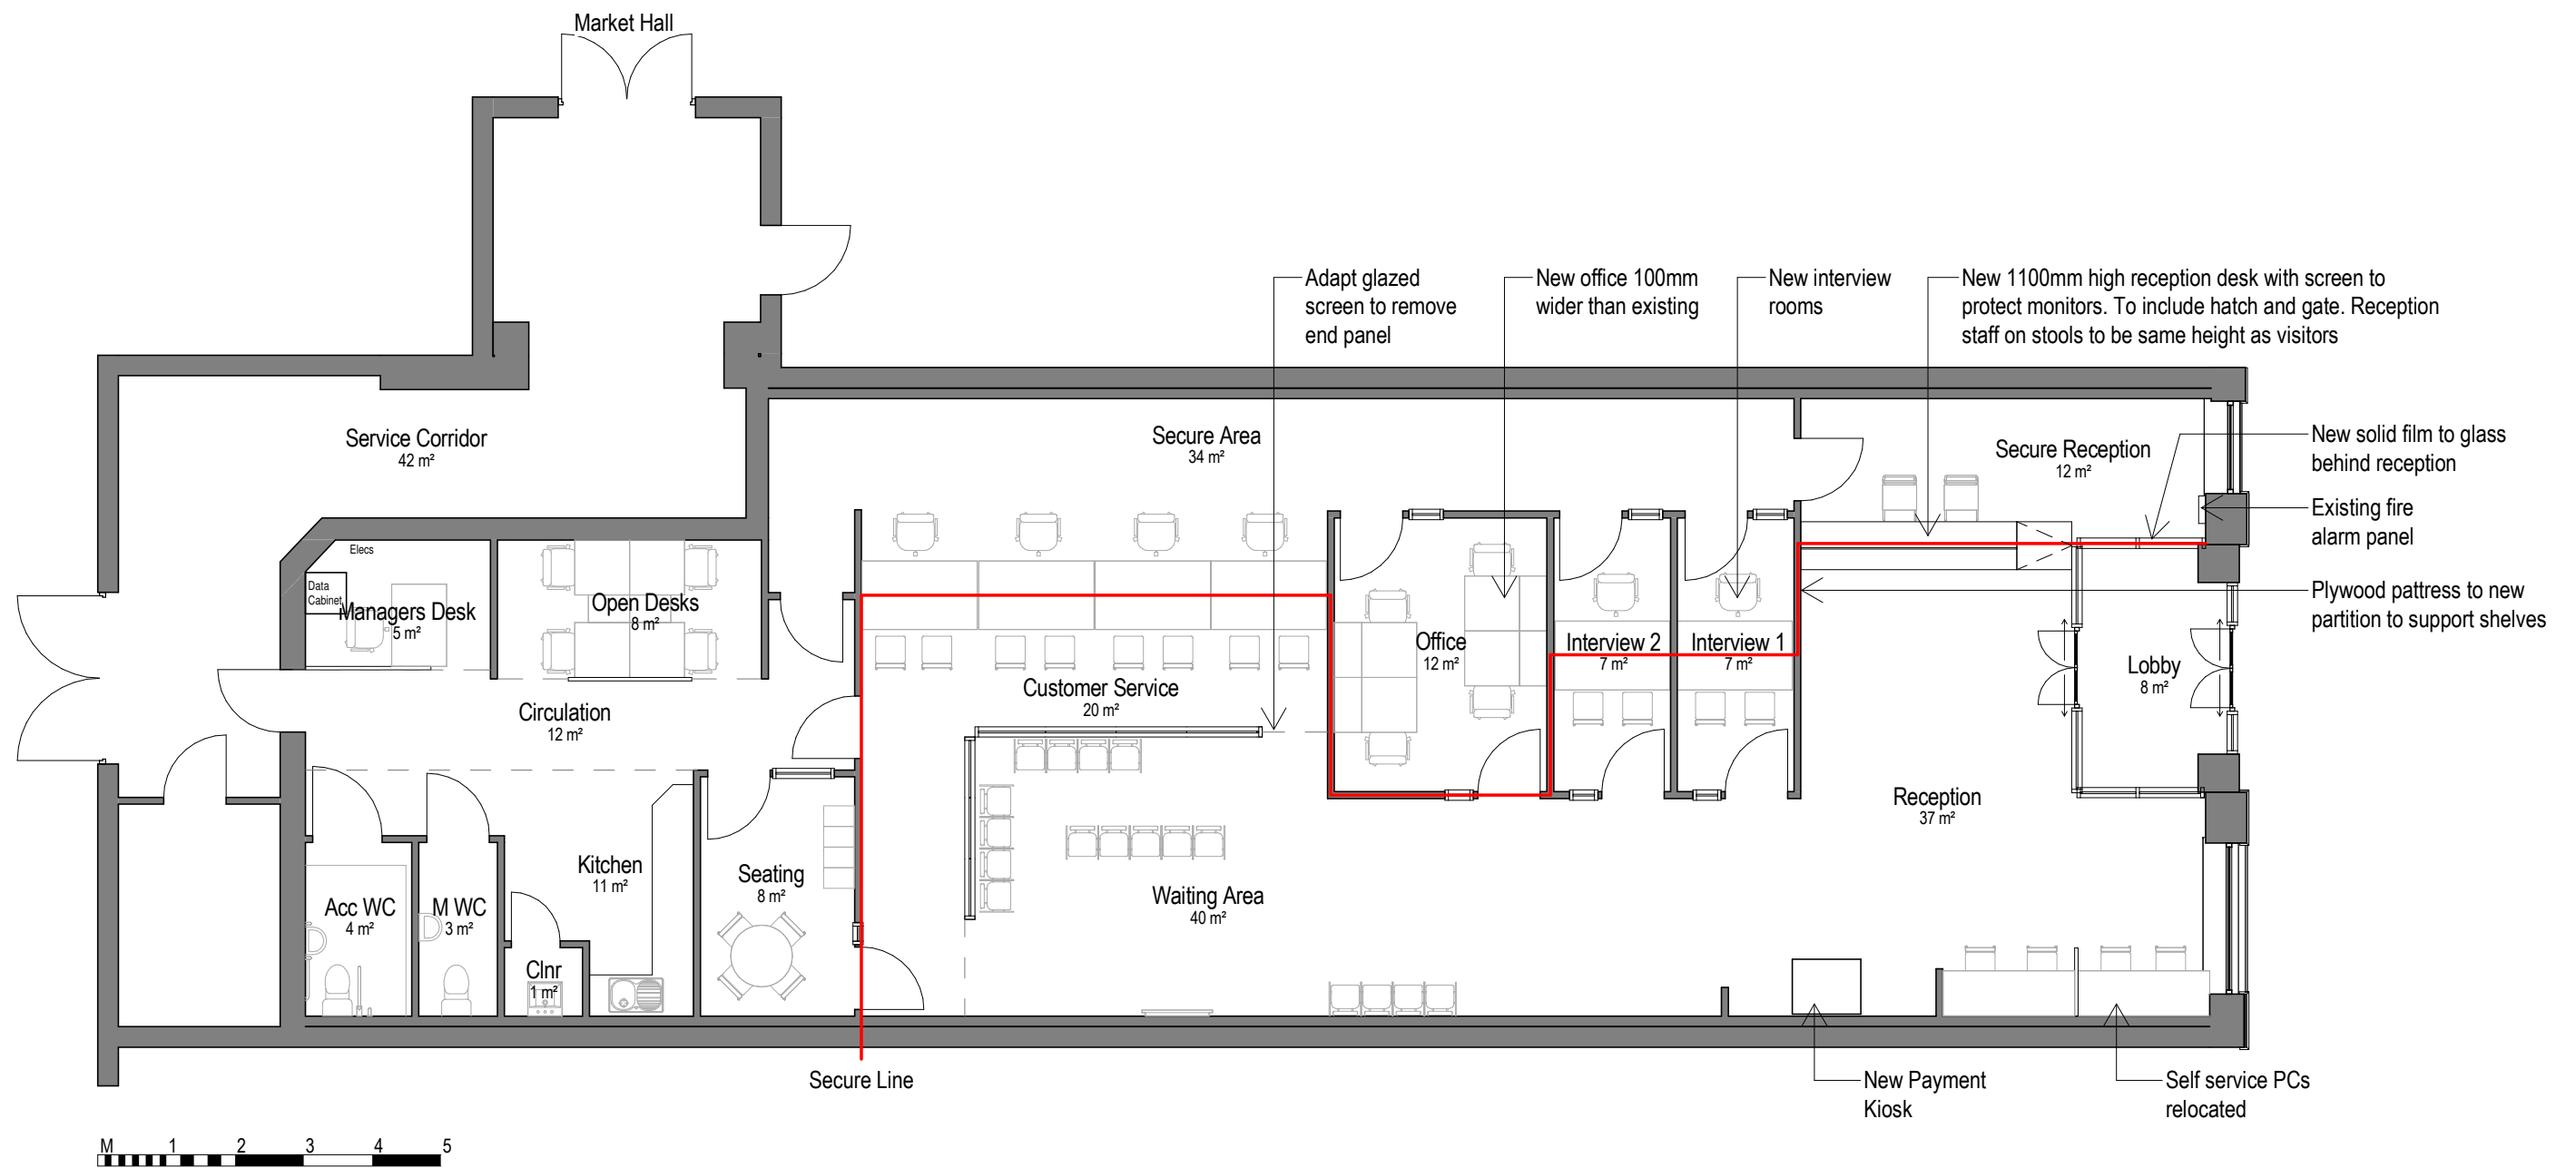 Market Hall
Adapt glazed
screen to remove
end panel
New office 100mm
wider than existing
New interview
rooms
New 1100mm high reception desk with screen to
protect monitors. To include hatch and gate. Reception
staff on stools to be same height as visitors
Service Corridor
42 m²
Secure Area
34 m²
Secure Reception
12 m²
New solid film to glass
behind reception
Existing fire
alarm panel
Plywood pattress to new
partition to support shelves
Elecs
Data
Cabinet
Managers Desk
5 m²
Open Desks
8 m²
Office
12 m²
Interview 2
7 m²
Interview 1
7 m²
Lobby
8 m²
Customer Service
20 m²
Circulation
12 m²
Reception
37 m²
Kitchen
11 m²
Seating
8 m²
Waiting Area
40 m²
Acc WC
4 m²
M WC
3 m²
Clnr
1 m²
Secure Line
New Payment
Kiosk
Self service PCs
relocated
M 1 2 3 4 5